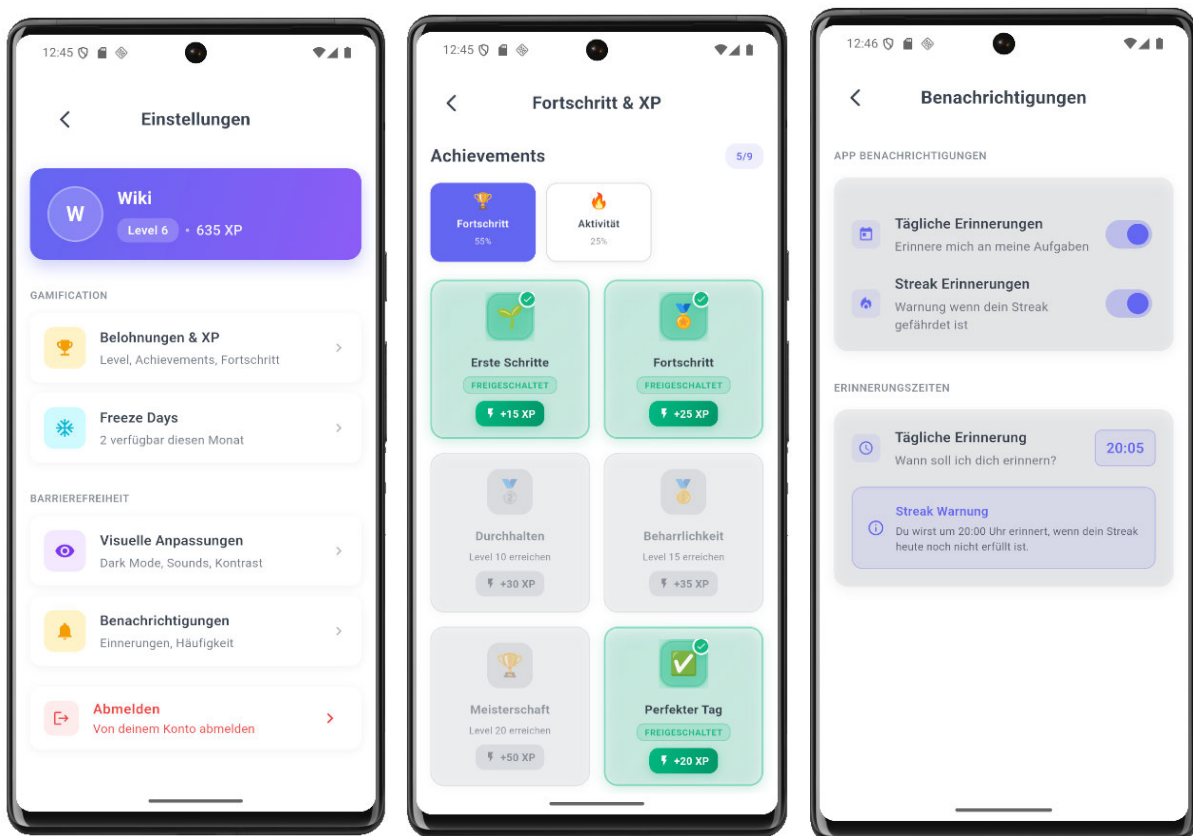 12:45
Einstellungen
W
Wiki
Level 6 • 635 XP
GAMIFICATION
Belohnungen & XP
Level, Achievements, Fortschritt
Freeze Days
2 verfügbar diesen Monat
BARRIEREFREIHEIT
Visuelle Anpassungen
Dark Mode, Sounds, Kontrast
Benachrichtigungen
Einnerungen, Häufigkeit
Abmelden
Von deinem Konto abmelden
12:45
Fortschritt & XP
Achievements 5/9
Fortschritt
55%
Aktivität
25%
Erste Schritte
FREIGESCHALTET
+15 XP
Fortschritt
FREIGESCHALTET
+25 XP
2
Durchhalten
Level 10 erreichen
+30 XP
Beharrlichkeit
Level 15 erreichen
+35 XP
Meisterschaft
Level 20 erreichen
+50 XP
Perfekter Tag
FREIGESCHALTET
+20 XP
12:46
Benachrichtigungen
APP BENACHRICHTIGUNGEN
Tägliche Erinnerungen
Erinnere mich an meine Aufgaben
Streak Erinnerungen
Warnung wenn dein Streak
gefährdet ist
ERINNERUNGSZEITEN
Tägliche Erinnerung
Wann soll ich dich erinnern?
20:05
Streak Warnung
Du wirst um 20:00 Uhr erinnert, wenn dein Streak
heute noch nicht erfüllt ist.